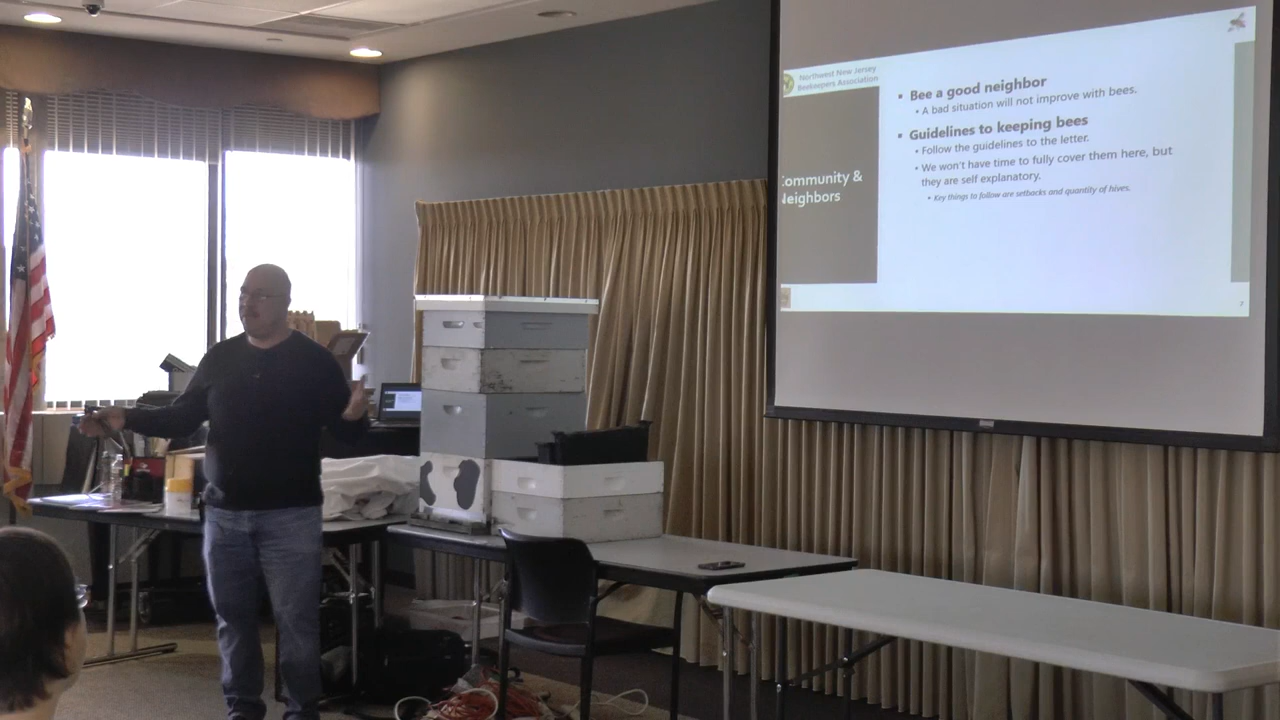 Northwest New Jersey
Beekeepers Association
Community &
Neighbors
Bee a good neighbor
A bad situation will not improve with bees.
Guidelines to keeping bees
Follow the guidelines to the letter.
We won't have time to fully cover them here, but
they are self explanatory.
Key things to follow are setbacks and quantity of hives.
7